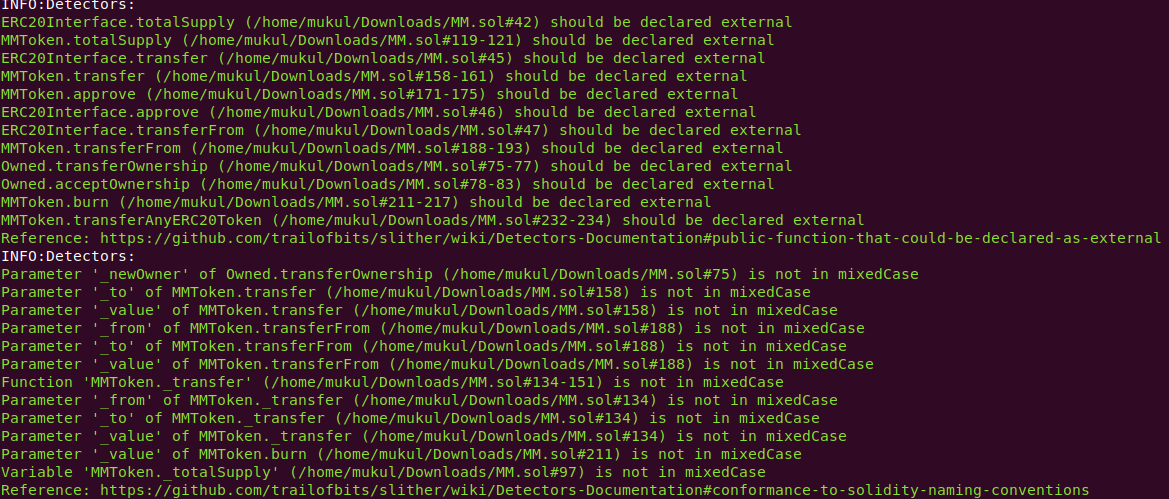 INFO:Detectors:
ERC20Interface.totalSupply (/home/mukul/Downloads/MM.sol#42) should be declared external
MMToken.totalSupply (/home/mukul/Downloads/MM.sol#119-121) should be declared external
ERC20Interface.transfer (/home/mukul/Downloads/MM.sol#45) should be declared external
MMToken.transfer (/home/mukul/Downloads/MM.sol#158-161) should be declared external
MMToken.approve (/home/mukul/Downloads/MM.sol#171-175) should be declared external
ERC20Interface.approve (/home/mukul/Downloads/MM.sol#46) should be declared external
ERC20Interface.transferFrom (/home/mukul/Downloads/MM.sol#47) should be declared external
MMToken.transferFrom (/home/mukul/Downloads/MM.sol#188-193) should be declared external
Owned.transferOwnership (/home/mukul/Downloads/MM.sol#75-77) should be declared external
Owned.acceptOwnership (/home/mukul/Downloads/MM.sol#78-83) should be declared external
MMToken.burn (/home/mukul/Downloads/MM.sol#211-217) should be declared external
MMToken.transferAnyERC20Token (/home/mukul/Downloads/MM.sol#232-234) should be declared external
Reference: https://github.com/trailofbits/slither/wiki/Detectors-Documentation#public-function-that-could-be-declared-as-external
INFO:Detectors:
Parameter '_newOwner' of Owned.transferOwnership (/home/mukul/Downloads/MM.sol#75) is not in mixedCase
Parameter '_to' of MMToken.transfer (/home/mukul/Downloads/MM.sol#158) is not in mixedCase
Parameter '_value' of MMToken.transfer (/home/mukul/Downloads/MM.sol#158) is not in mixedCase
Parameter '_from' of MMToken.transferFrom (/home/mukul/Downloads/MM.sol#188) is not in mixedCase
Parameter '_to' of MMToken.transferFrom (/home/mukul/Downloads/MM.sol#188) is not in mixedCase
Parameter '_value' of MMToken.transferFrom (/home/mukul/Downloads/MM.sol#188) is not in mixedCase
Function 'MMToken._transfer' (/home/mukul/Downloads/MM.sol#134-151) is not in mixedCase
Parameter '_from' of MMToken._transfer (/home/mukul/Downloads/MM.sol#134) is not in mixedCase
Parameter '_to' of MMToken._transfer (/home/mukul/Downloads/MM.sol#134) is not in mixedCase
Parameter '_value' of MMToken._transfer (/home/mukul/Downloads/MM.sol#134) is not in mixedCase
Parameter '_value' of MMToken.burn (/home/mukul/Downloads/MM.sol#211) is not in mixedCase
Variable 'MMToken._totalSupply' (/home/mukul/Downloads/MM.sol#97) is not in mixedCase
Reference: https://github.com/trailofbits/slither/wiki/Detectors-Documentation#conformance-to-solidity-naming-conventions